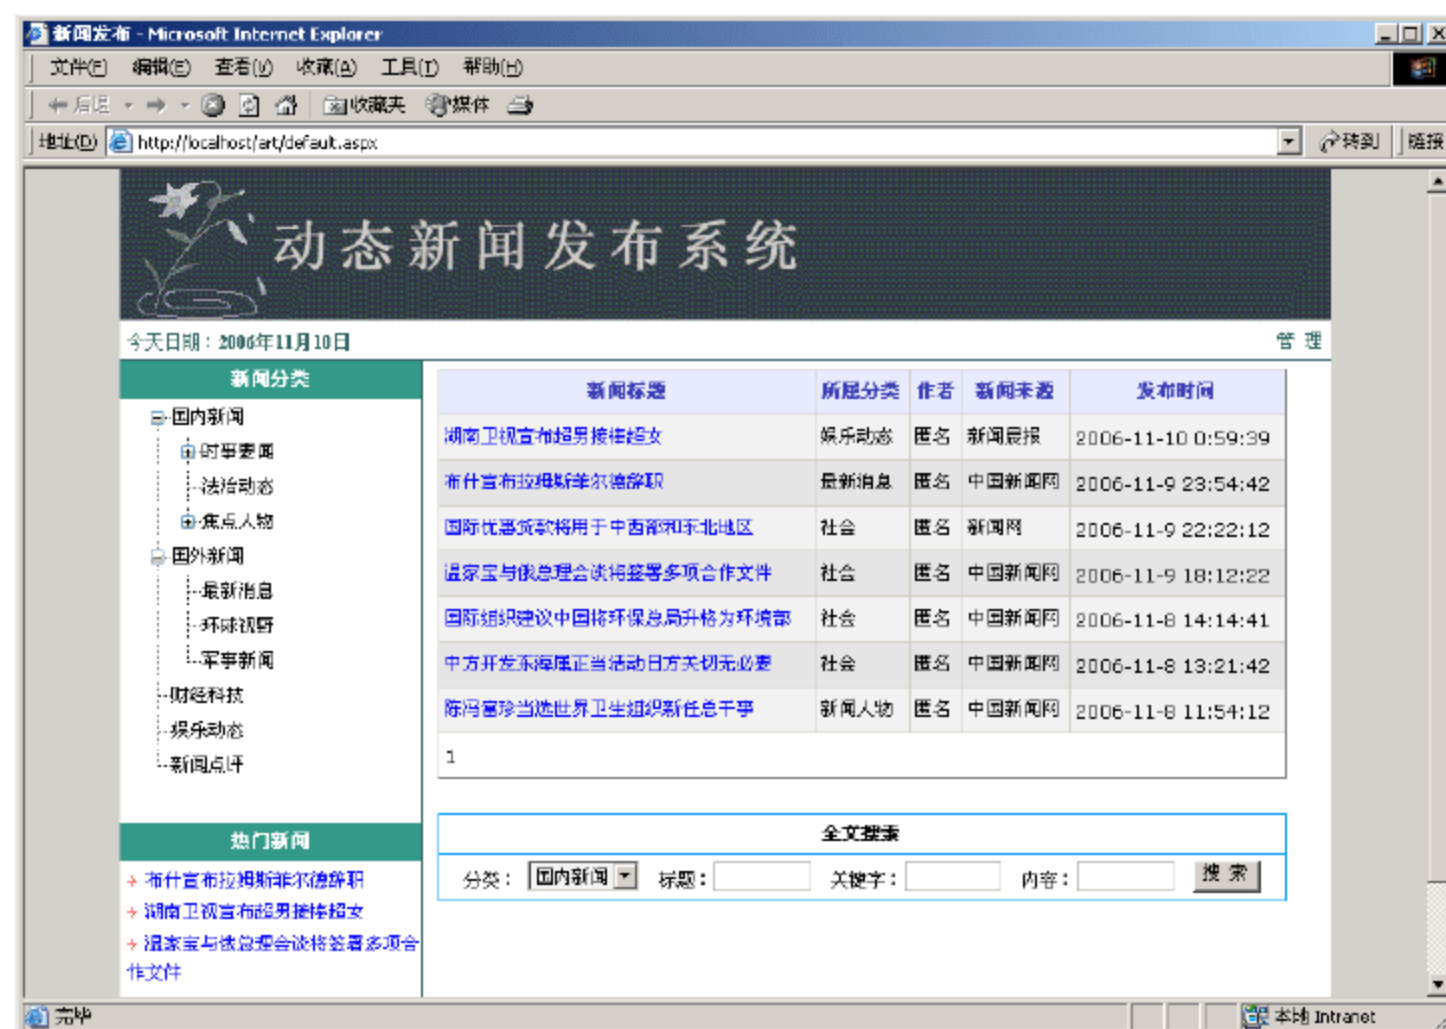 新闻发布 - Microsoft Internet Explorer
文件(F) 编辑(E) 查看(V) 收藏(A) 工具(T) 帮助(H)
后退 收藏夹 媒体
地址(D) http://localhost/art/default.aspx 转到 链接
动态新闻发布系统
今天日期：2006年11月10日 管 理
新闻分类
国内新闻
时事要闻
法治动态
焦点人物
国外新闻
最新消息
环球视野
军事新闻
财经科技
娱乐动态
新闻点评
热门新闻
布什宣布拉姆斯菲尔德辞职
湖南卫视宣布超男接棒超女
温家宝与俄总理会谈将签署多项合
作文件
新闻标题 所属分类 作者 新闻来源 发布时间
湖南卫视宣布超男接棒超女 娱乐动态 匿名 新闻晨报 2006-11-10 0:59:39
布什宣布拉姆斯菲尔德辞职 最新消息 匿名 中国新闻网 2006-11-9 23:54:42
国际优惠贷款将用于中西部和东北地区 社会 匿名 新闻网 2006-11-9 22:22:12
温家宝与俄总理会谈将签署多项合作文件 社会 匿名 中国新闻网 2006-11-9 18:12:22
国际组织建议中国将环保总局升格为环境部 社会 匿名 中国新闻网 2006-11-8 14:14:41
中方开发东海属正当活动日方关切无必要 社会 匿名 中国新闻网 2006-11-8 13:21:42
陈冯富珍当选世界卫生组织新任总干事 新闻人物 匿名 中国新闻网 2006-11-8 11:54:12
1
全文搜索
分类： 国内新闻 标题： 关键字： 内容： 搜 索
完毕 本地 Intranet